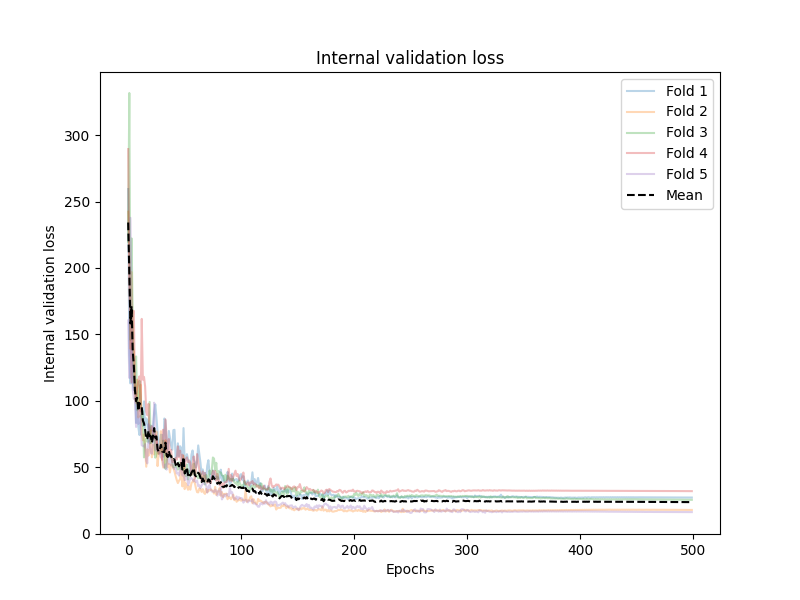 Internal validation loss
Fold 1
Fold 2
Fold 3
Fold 4
Fold 5
Mean
Internal validation loss
300
250
200
150
100
50
0
0 100 200 300 400 500
Epochs